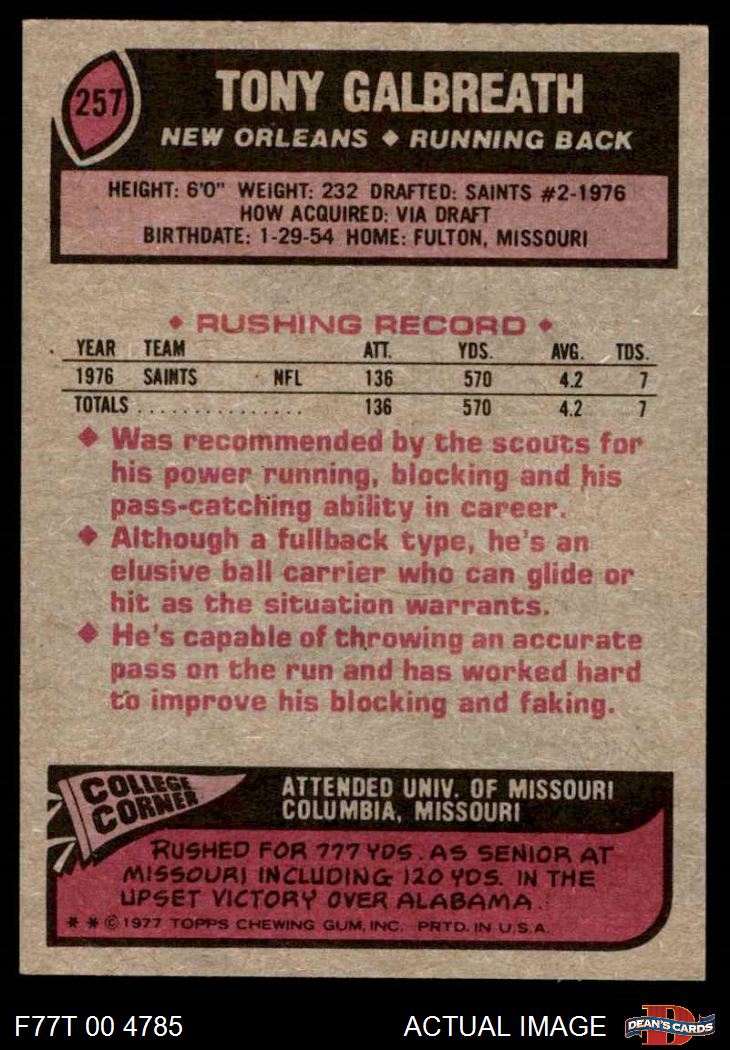 257
TONY GALBREATH
NEW ORLEANS ♦ RUNNING BACK
HEIGHT: 6'0" WEIGHT: 232 DRAFTED: SAINTS #2-1976
HOW ACQUIRED: VIA DRAFT
BIRTHDATE: 1-29-54 HOME: FULTON, MISSOURI
♦ RUSHING RECORD ♦
YEAR TEAM ATT. YDS. AVG. TDS.
1976 SAINTS NFL 136 570 4.2 7
TOTALS ................ 136 570 4.2 7
♦ Was recommended by the scouts for
his power running, blocking and his
pass-catching ability in career.
♦ Although a fullback type, he's an
elusive ball carrier who can glide or
hit as the situation warrants.
♦ He's capable of throwing an accurate
pass on the run and has worked hard
to improve his blocking and faking.
COLLEGE
CORNER
ATTENDED UNIV. OF MISSOURI
COLUMBIA, MISSOURI
RUSHED FOR 777 YDS. AS SENIOR AT
MISSOURI INCLUDING 120 YDS. IN THE
UPSET VICTORY OVER ALABAMA.
* * © 1977 TOPPS CHEWING GUM, INC. PRTD. IN U.S.A.
F77T 00 4785
ACTUAL IMAGE
D
DEAN'S CARDS